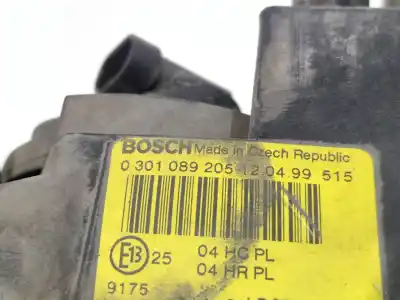 BOSCH Made in Czech Republic
0 301 089 205 12 04 99 515
E13 25 04 HC PL
04 HR PL
9175